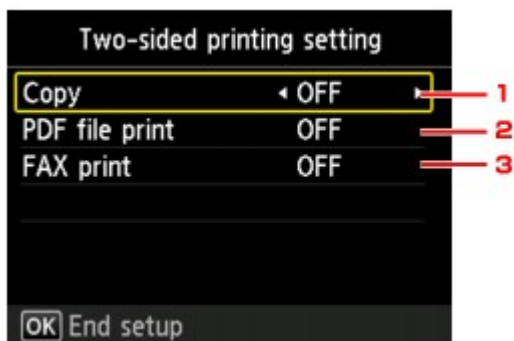 Two-sided printing setting
Copy OFF 1
PDF file print OFF 2
FAX print OFF 3
OK End setup